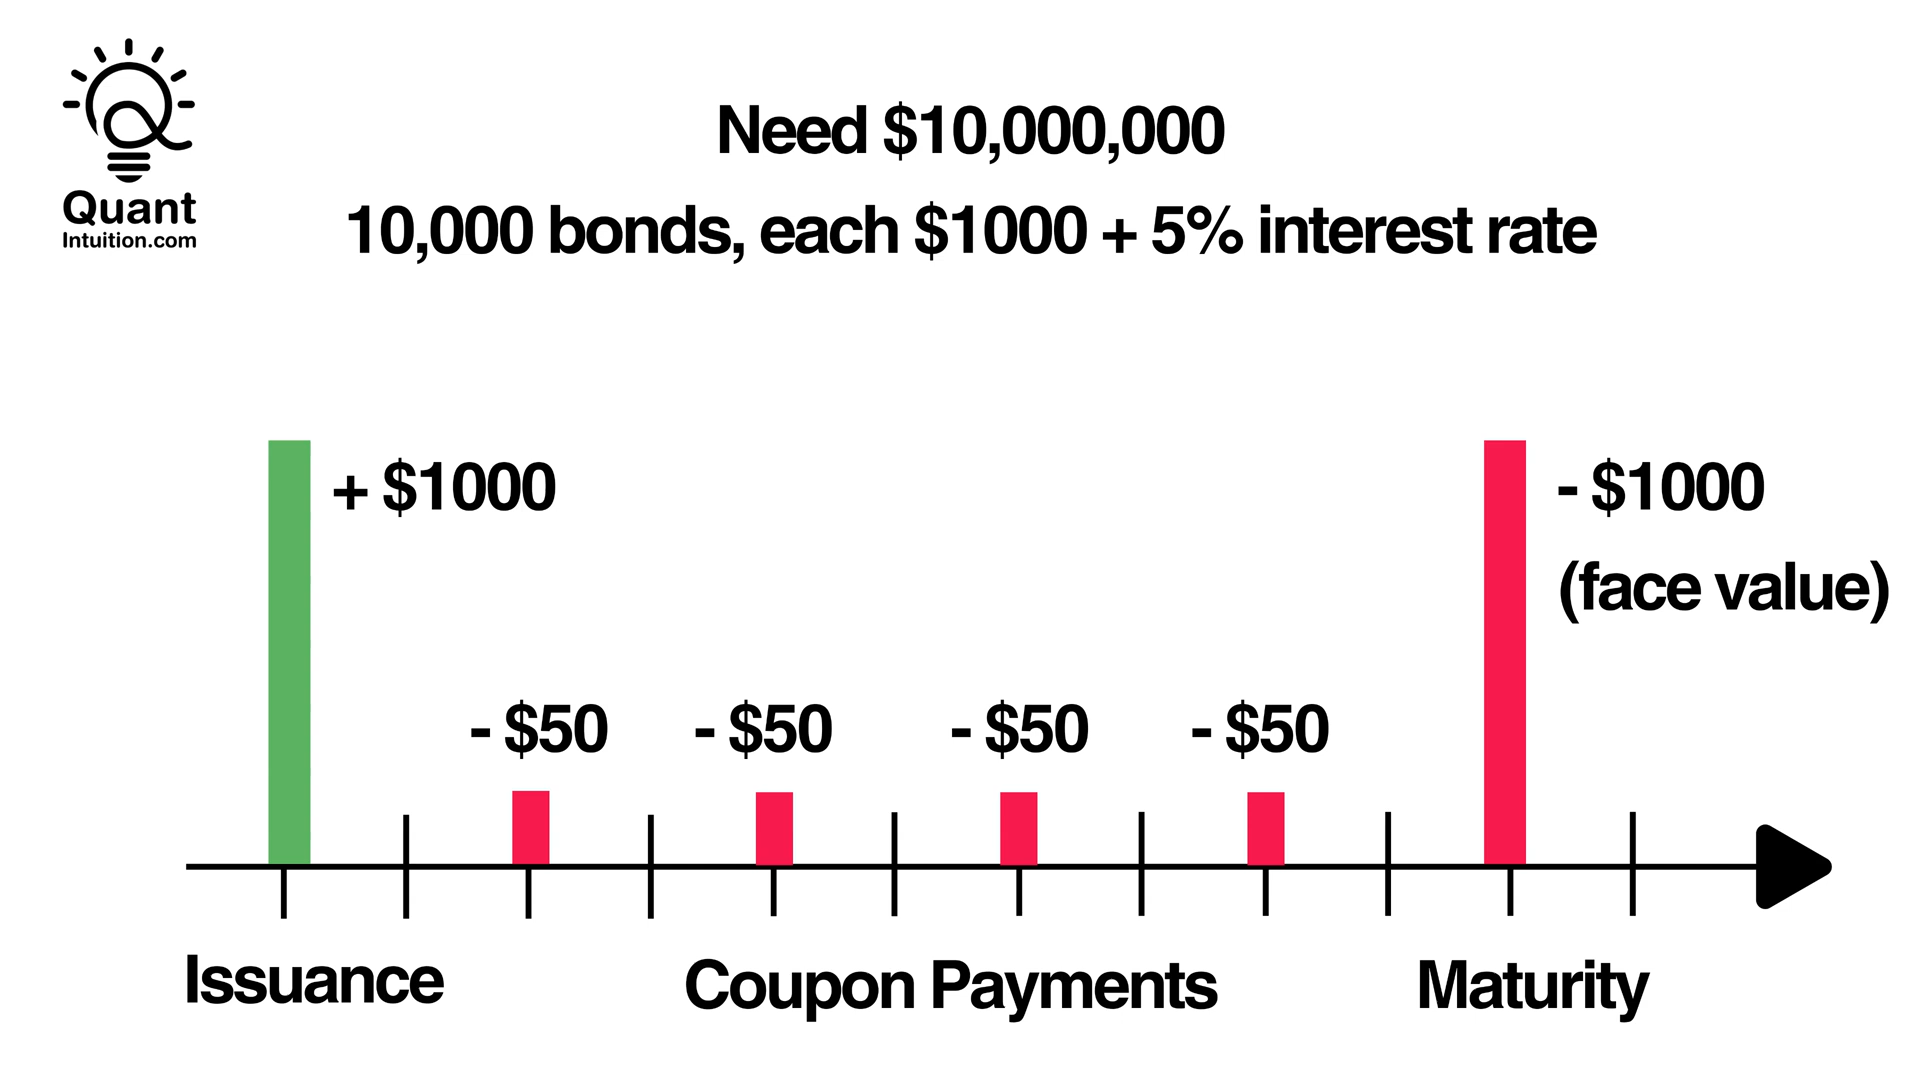 Quant
Intuition.com
Need $10,000,000
10,000 bonds, each $1000 + 5% interest rate
+ $1000
- $1000
(face value)
- $50
- $50
- $50
- $50
Issuance
Coupon Payments
Maturity